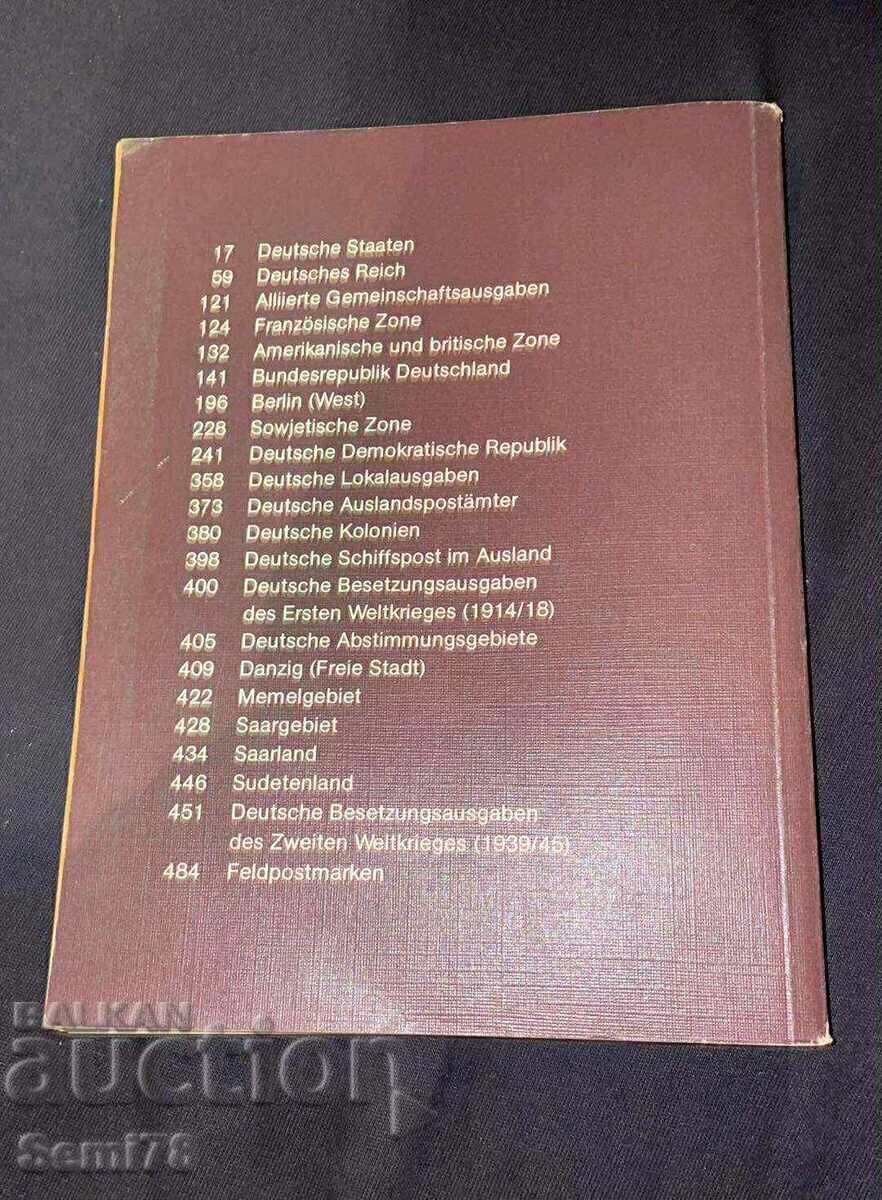 17 Deutsche Staaten
59 Deutsches Reich
121 Alliierte Gemeinschaftsausgaben
124 Französische Zone
132 Amerikanische und britische Zone
141 Bundesrepublik Deutschland
196 Berlin (West)
228 Sowjetische Zone
241 Deutsche Demokratische Republik
358 Deutsche Lokalausgaben
373 Deutsche Auslandspostämter
380 Deutsche Kolonien
398 Deutsche Schiffspost im Ausland
400 Deutsche Besetzungsausgaben
des Ersten Weltkrieges (1914/18)
405 Deutsche Abstimmungsgebiete
409 Danzig (Freie Stadt)
422 Memelgebiet
428 Saargebiet
434 Saarland
446 Sudetenland
451 Deutsche Besetzungsausgaben
des Zweiten Weltkrieges (1939/45)
484 Feldpostmarken
BALKAN
auction
Semi78